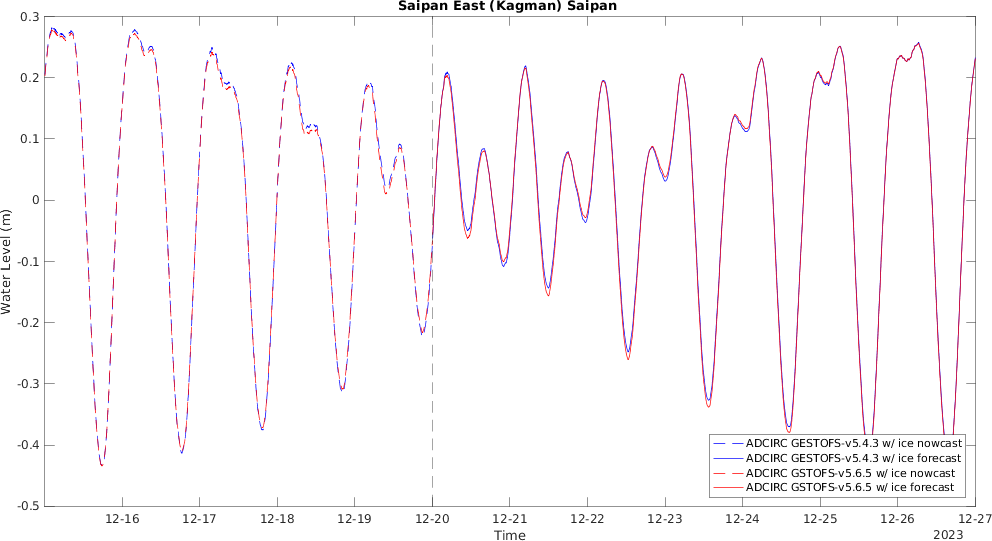 Saipan East (Kagman) Saipan
Water Level (m)
0.3
0.2
0.1
0
-0.1
-0.2
-0.3
-0.4
-0.5
12-16 12-17 12-18 12-19 12-20 12-21 12-22 12-23 12-24 12-25 12-26 12-27
Time
2023
ADCIRC GESTOFS-v5.4.3 w/ ice nowcast
ADCIRC GESTOFS-v5.4.3 w/ ice forecast
ADCIRC GSTOFS-v5.6.5 w/ ice nowcast
ADCIRC GSTOFS-v5.6.5 w/ ice forecast